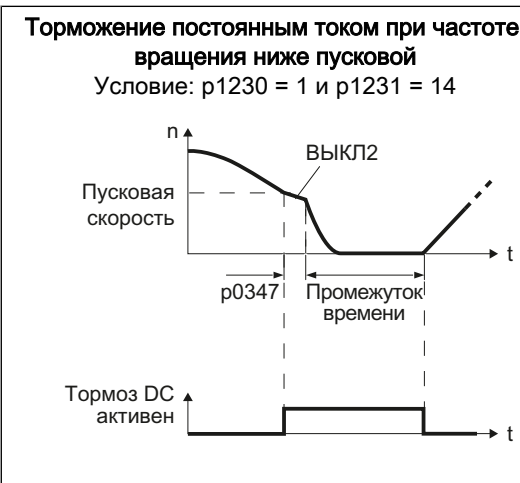 Торможение постоянным током при частоте
вращения ниже пусковой
Условие: p1230 = 1 и p1231 = 14
n
ВЫКЛ2
Пусковая
скорость
t
p0347
Промежуток
времени
Тормоз DC
активен
t